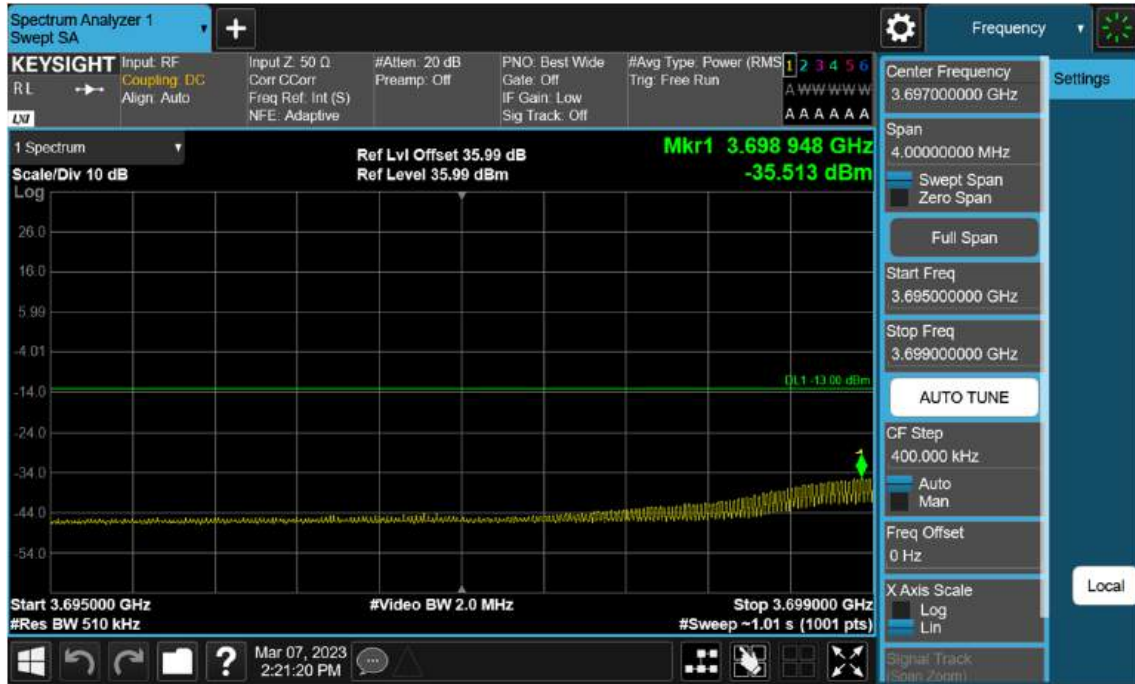 Spectrum Analyzer 1
Swept SA
Frequency
KEYSIGHT
RL
LXI
Input: RF
Coupling: DC
Align: Auto
Input Z: 50 Ω
Corr CCorr
Freq Ref: Int (S)
NFE: Adaptive
#Atten: 20 dB
Preamp: Off
PNO: Best Wide
Gate: Off
IF Gain: Low
Sig Track: Off
#Avg Type: Power (RMS
Trig: Free Run
1 2 3 4 5 6
A W W W W W
A A A A A A
1 Spectrum
Scale/Div 10 dB
Log
Ref Lvl Offset 35.99 dB
Ref Level 35.99 dBm
Mkr1 3.698 948 GHz
-35.513 dBm
26.0
16.0
5.99
-4.01
-14.0
-24.0
-34.0
-44.0
-54.0
DL1 -13.00 dBm
1
Start 3.695000 GHz
#Res BW 510 kHz
#Video BW 2.0 MHz
Stop 3.699000 GHz
#Sweep ~1.01 s (1001 pts)
Mar 07, 2023
2:21:20 PM
Center Frequency
3.697000000 GHz
Span
4.00000000 MHz
Swept Span
Zero Span
Full Span
Start Freq
3.695000000 GHz
Stop Freq
3.699000000 GHz
AUTO TUNE
CF Step
400.000 kHz
Auto
Man
Freq Offset
0 Hz
X Axis Scale
Log
Lin
Signal Track
(Span Zoom)
Settings
Local